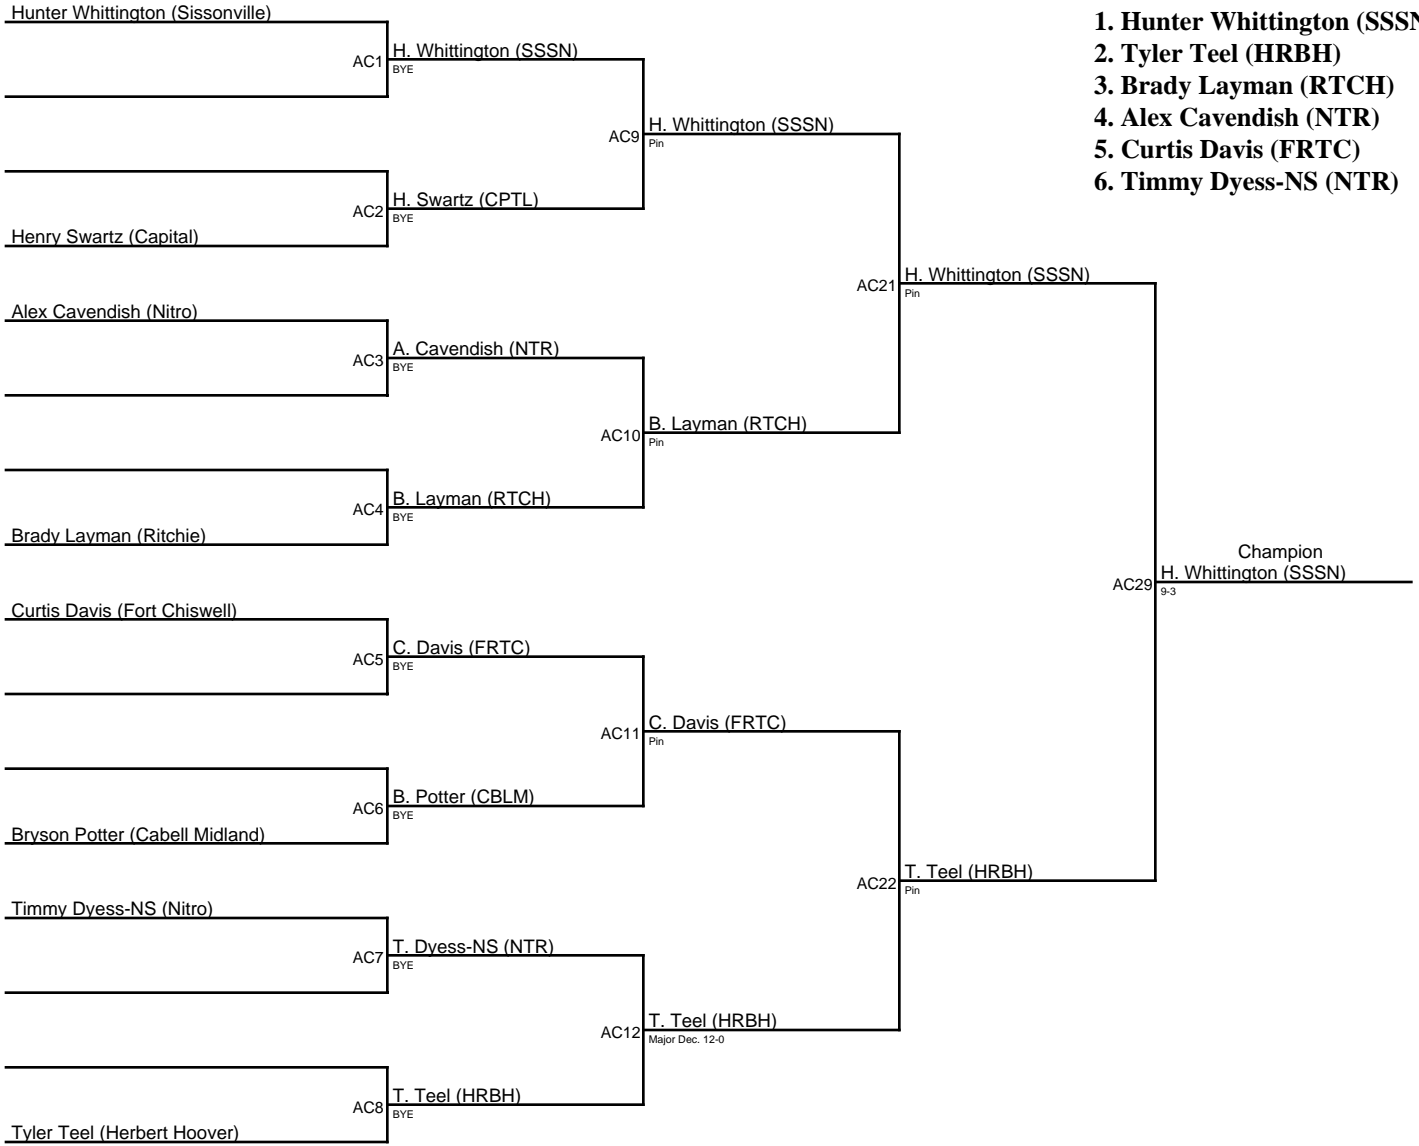 Hunter Whittington (Sissonville)
AC1
H. Whittington (SSSN)
BYE
AC9
H. Whittington (SSSN)
Pin
AC2
H. Swartz (CPTL)
BYE
Henry Swartz (Capital)
AC21
H. Whittington (SSSN)
Pin
Alex Cavendish (Nitro)
AC3
A. Cavendish (NTR)
BYE
AC10
B. Layman (RTCH)
Pin
AC4
B. Layman (RTCH)
BYE
Brady Layman (Ritchie)
Champion
AC29
H. Whittington (SSSN)
9-3
Curtis Davis (Fort Chiswell)
AC5
C. Davis (FRTC)
BYE
AC11
C. Davis (FRTC)
Pin
AC6
B. Potter (CBLM)
BYE
Bryson Potter (Cabell Midland)
AC22
T. Teel (HRBH)
Pin
Timmy Dyess-NS (Nitro)
AC7
T. Dyess-NS (NTR)
BYE
AC12
T. Teel (HRBH)
Major Dec. 12-0
AC8
T. Teel (HRBH)
BYE
Tyler Teel (Herbert Hoover)
1. Hunter Whittington (SSSN
2. Tyler Teel (HRBH)
3. Brady Layman (RTCH)
4. Alex Cavendish (NTR)
5. Curtis Davis (FRTC)
6. Timmy Dyess-NS (NTR)